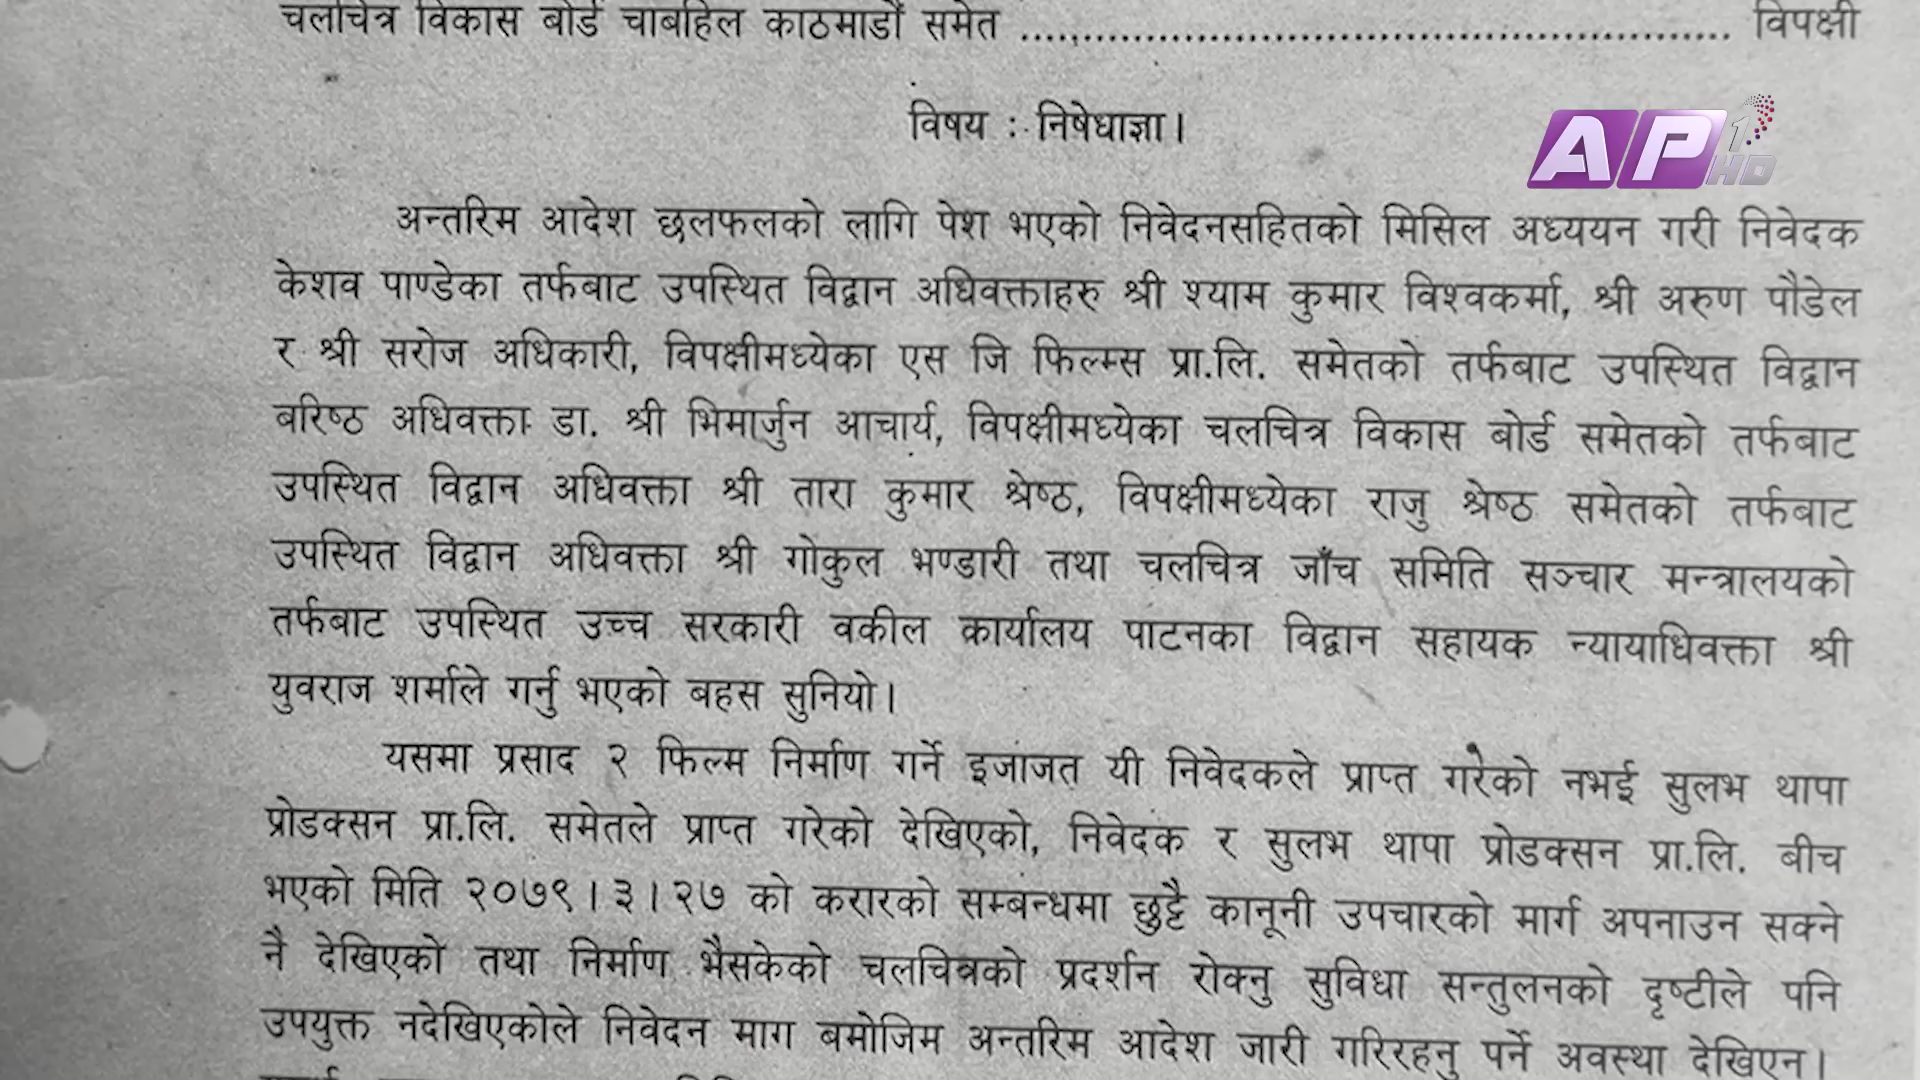 चलचित्र विकास बोर्ड चाबहिल काठमाडौं समेत ........................................................ विपक्षी
विषय : निषेधाज्ञा।
AP1 HD
अन्तरिम आदेश छलफलको लागि पेश भएको निवेदनसहितको मिसिल अध्ययन गरी निवेदक
केशव पाण्डेका तर्फबाट उपस्थित विद्वान अधिवक्ताहरु श्री श्याम कुमार विश्वकर्मा, श्री अरुण पौडेल
र श्री सरोज अधिकारी, विपक्षीमध्येका एस जि फिल्म्स प्रा.लि. समेतको तर्फबाट उपस्थित विद्वान
बरिष्ठ अधिवक्ता डा. श्री भिमार्जुन आचार्य, विपक्षीमध्येका चलचित्र विकास बोर्ड समेतको तर्फबाट
उपस्थित विद्वान अधिवक्ता श्री तारा कुमार श्रेष्ठ, विपक्षीमध्येका राजु श्रेष्ठ समेतको तर्फबाट
उपस्थित विद्वान अधिवक्ता श्री गोकुल भण्डारी तथा चलचित्र जाँच समिति सञ्चार मन्त्रालयको
तर्फबाट उपस्थित उच्च सरकारी वकील कार्यालय पाटनका विद्वान सहायक न्यायाधिवक्ता श्री
युवराज शर्माले गर्नु भएको बहस सुनियो।
यसमा प्रसाद २ फिल्म निर्माण गर्ने इजाजत यी निवेदकले प्राप्त गरेको नभई सुलभ थापा
प्रोडक्सन प्रा.लि. समेतले प्राप्त गरेको देखिएको, निवेदक र सुलभ थापा प्रोडक्सन प्रा.लि. बीच
भएको मिति २०७९।३।२७ को करारको सम्बन्धमा छुट्टै कानूनी उपचारको मार्ग अपनाउन सक्ने
नै देखिएको तथा निर्माण भैसकेको चलचित्रको प्रदर्शन रोक्नु सुविधा सन्तुलनको दृष्टीले पनि
उपयुक्त नदेखिएकोले निवेदन माग बमोजिम अन्तरिम आदेश जारी गरिरहनु पर्ने अवस्था देखिएन।